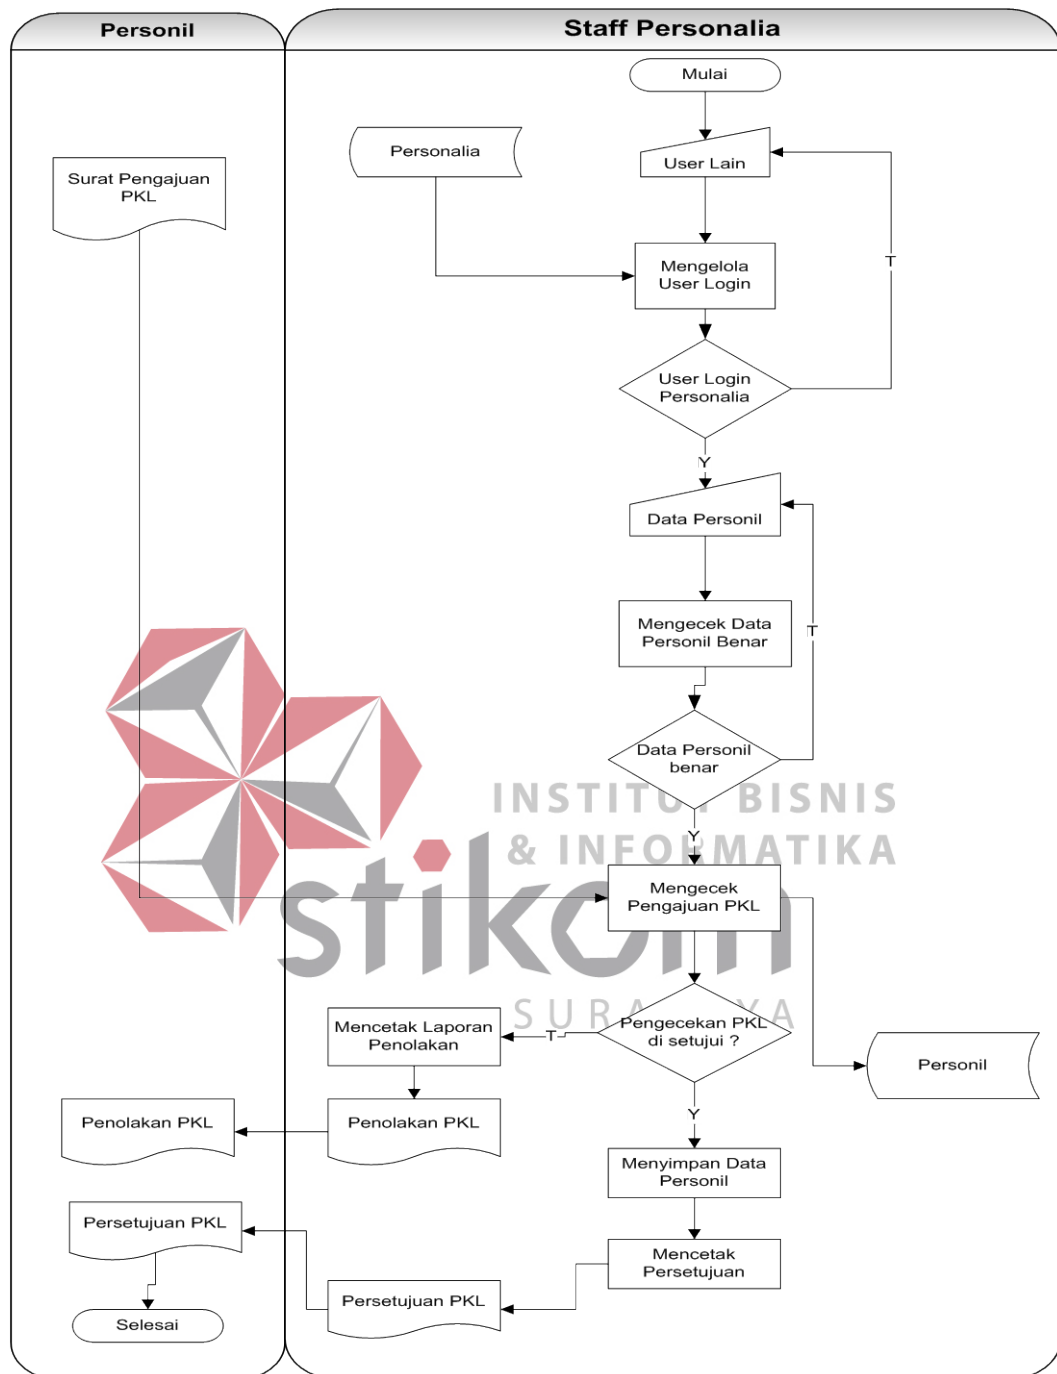 Personil
Staff Personalia
Mulai
Personalia
User Lain
Surat Pengajuan
PKL
Mengelola
User Login
T
User Login
Personalia
Y
Data Personil
Mengecek Data
Personil Benar
T
Data Personil
benar
INSTITUT BISNIS
Y
& INFORMATIKA
Mengecek
Pengajuan PKL
stikom
SURABAYA
Mencetak Laporan
Penolakan
T
Pengecekan PKL
di setujui ?
Personil
Penolakan PKL
Penolakan PKL
Y
Menyimpan Data
Personil
Persetujuan PKL
Mencetak
Persetujuan
Persetujuan PKL
Selesai